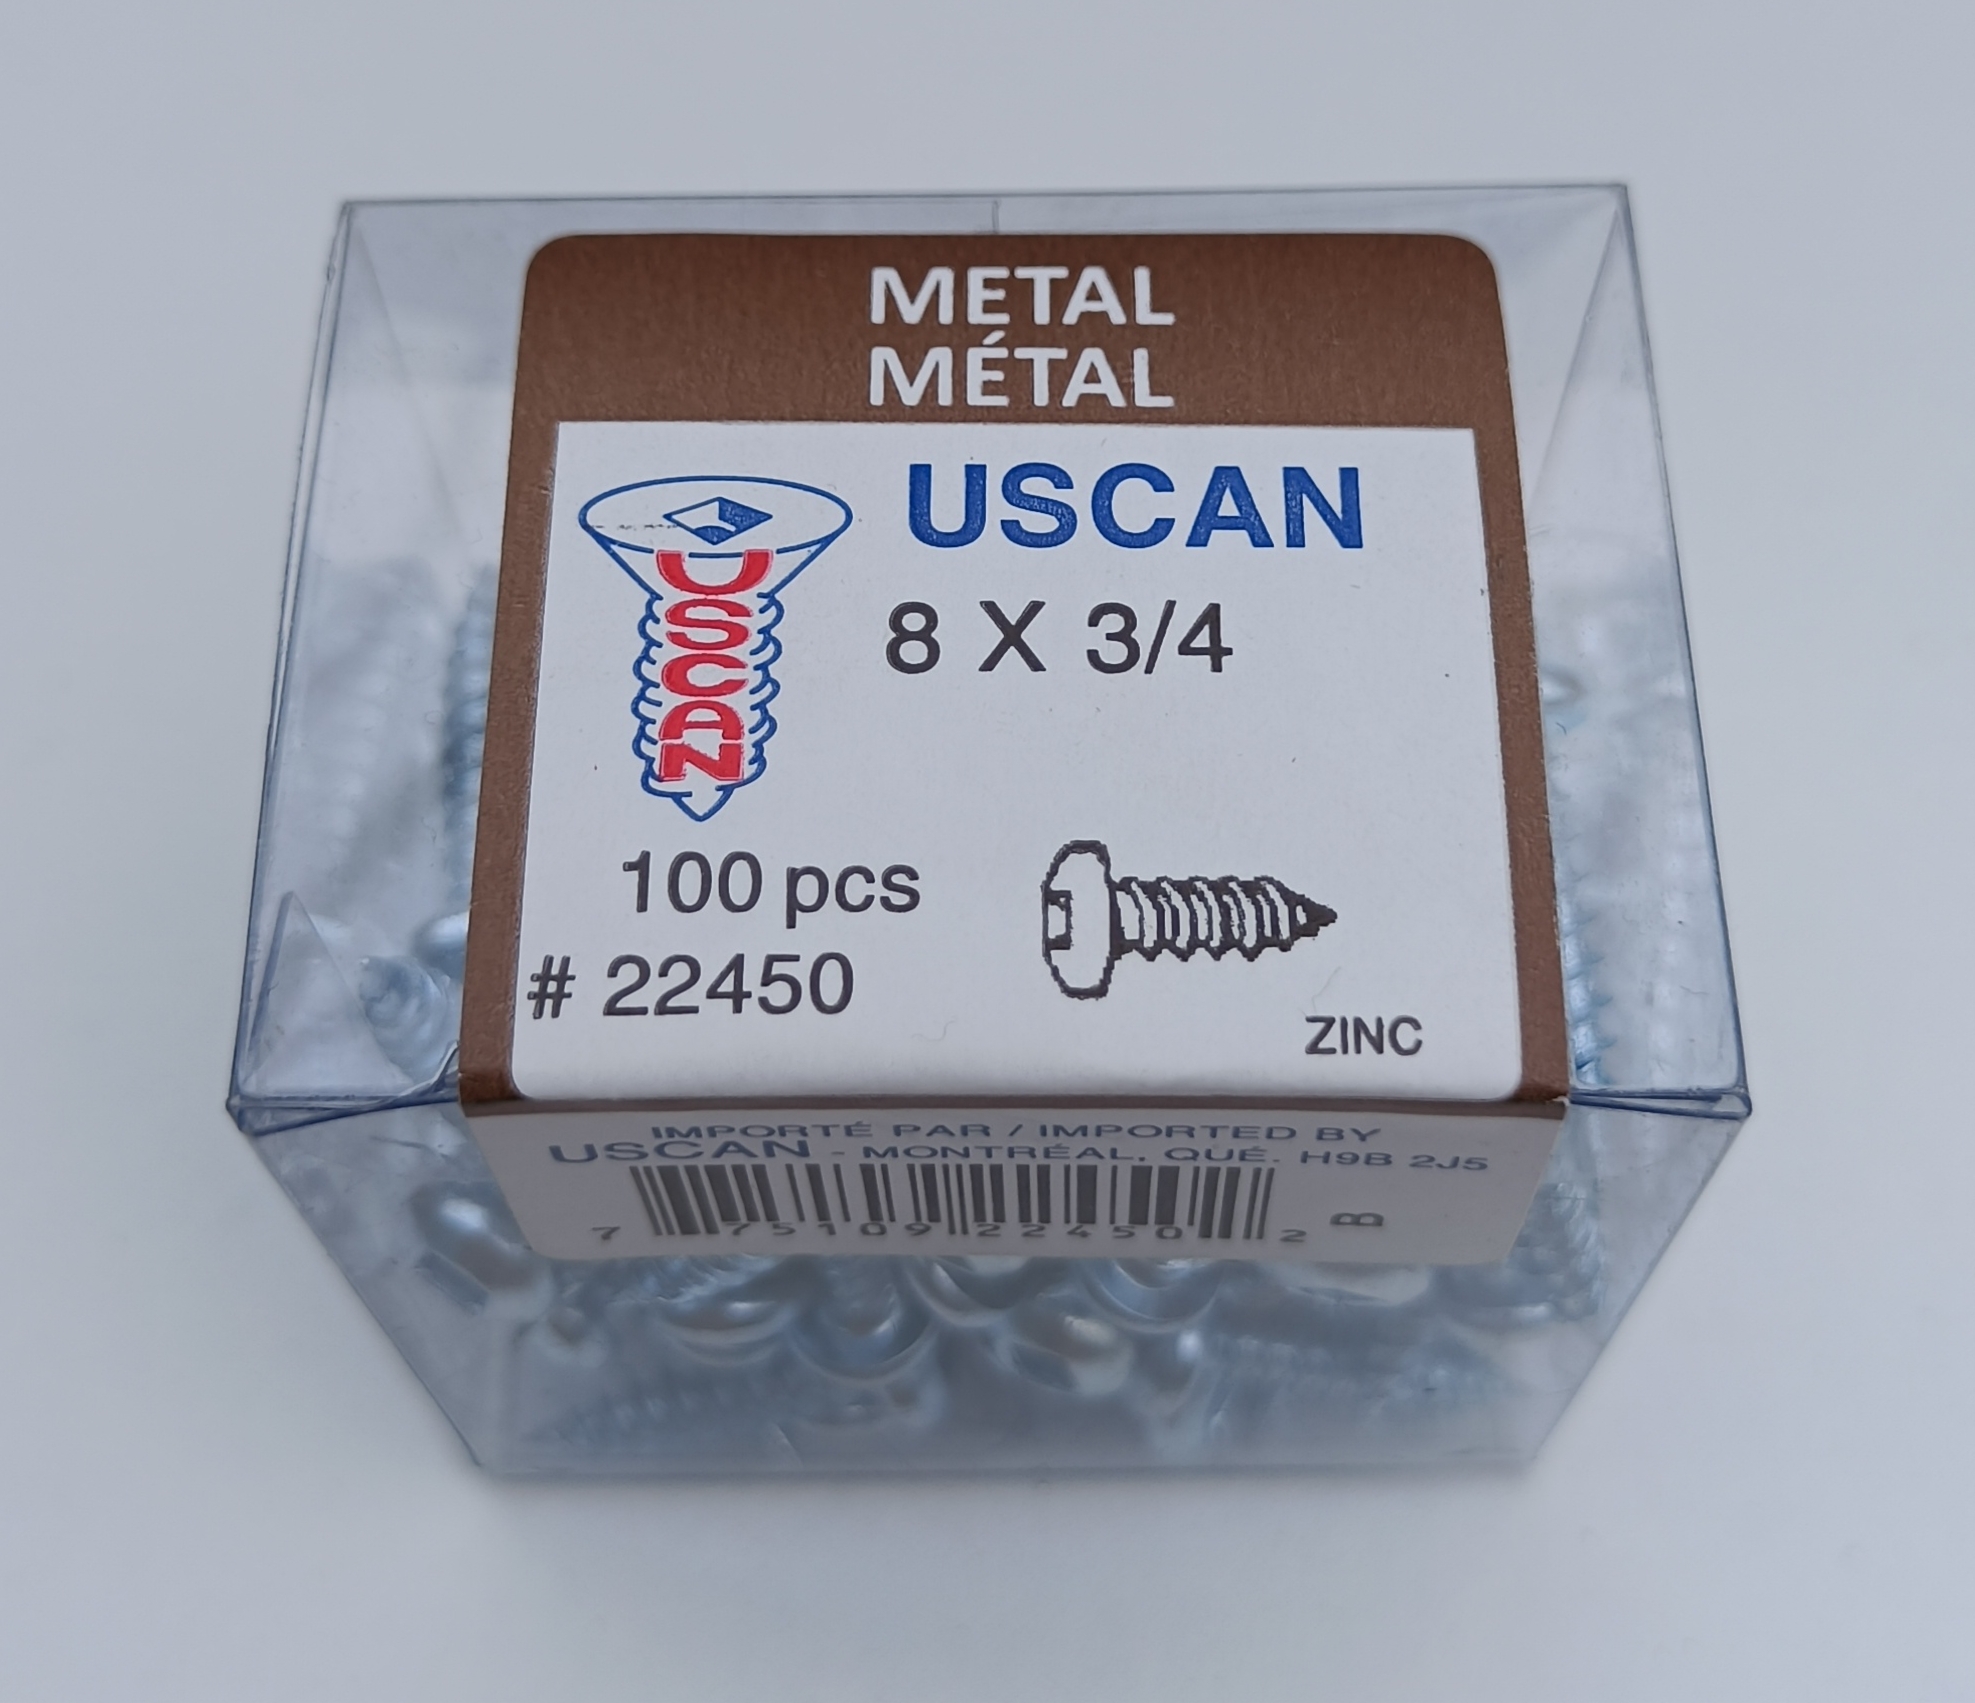 METAL
MÉTAL
USCAN
USCAN
8 X 3/4
100 pcs
# 22450
ZINC
IMPORTÉ PAR / IMPORTED BY
USCAN - MONTRÉAL, QUÉ. H9B 2J5
7 75109 22450 2
B